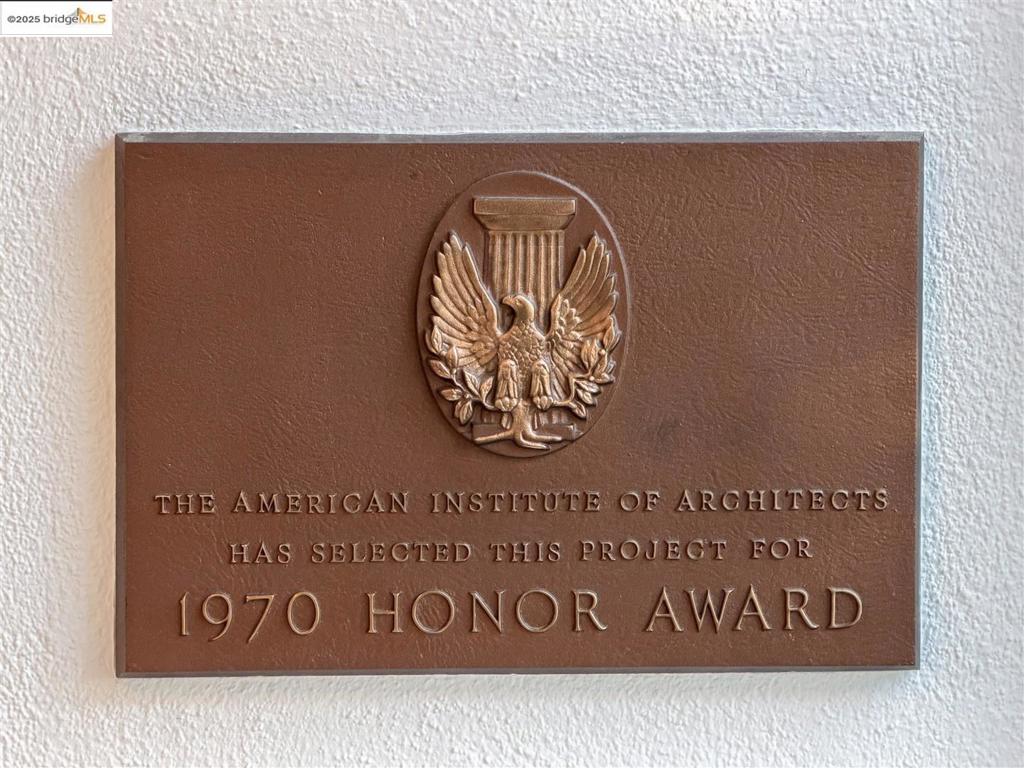 ©2025 bridgeMLS
THE AMERICAN INSTITUTE OF ARCHITECTS
HAS SELECTED THIS PROJECT FOR
1970 HONOR AWARD